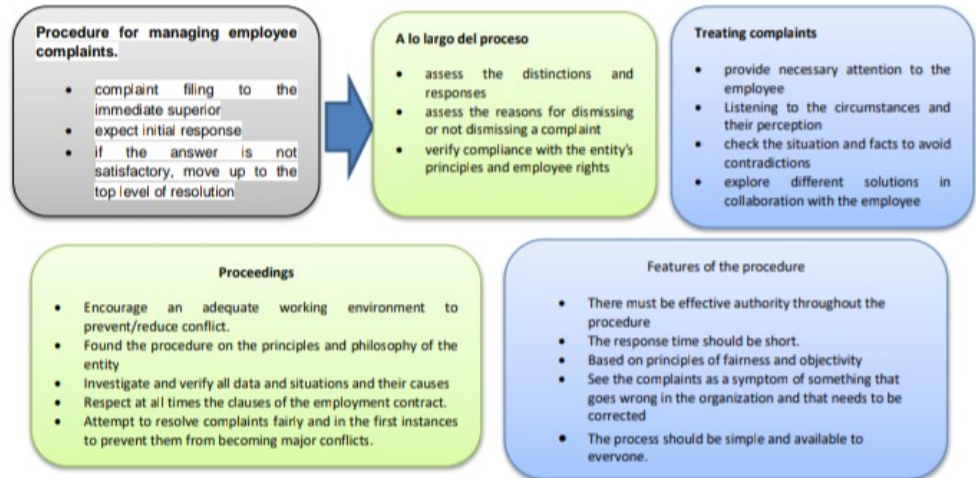 Procedure for managing employee
complaints.
• complaint filing to the
immediate superior
• expect initial response
• if the answer is not
satisfactory, move up to the
top level of resolution
A lo largo del proceso
• assess the distinctions and
responses
• assess the reasons for dismissing
or not dismissing a complaint
• verify compliance with the entity's
principles and employee rights
Treating complaints
• provide necessary attention to the
employee
• Listening to the circumstances and
their perception
• check the situation and facts to avoid
contradictions
• explore different solutions in
collaboration with the employee
Proceedings
• Encourage an adequate working environment to
prevent/reduce conflict.
• Found the procedure on the principles and philosophy of the
entity
• Investigate and verify all data and situations and their causes
• Respect at all times the clauses of the employment contract.
• Attempt to resolve complaints fairly and in the first instances
to prevent them from becoming major conflicts.
Features of the procedure
• There must be effective authority throughout the
procedure
• The response time should be short.
• Based on principles of fairness and objectivity
• See the complaints as a symptom of something that
goes wrong in the organization and that needs to be
corrected
• The process should be simple and available to
everyone.